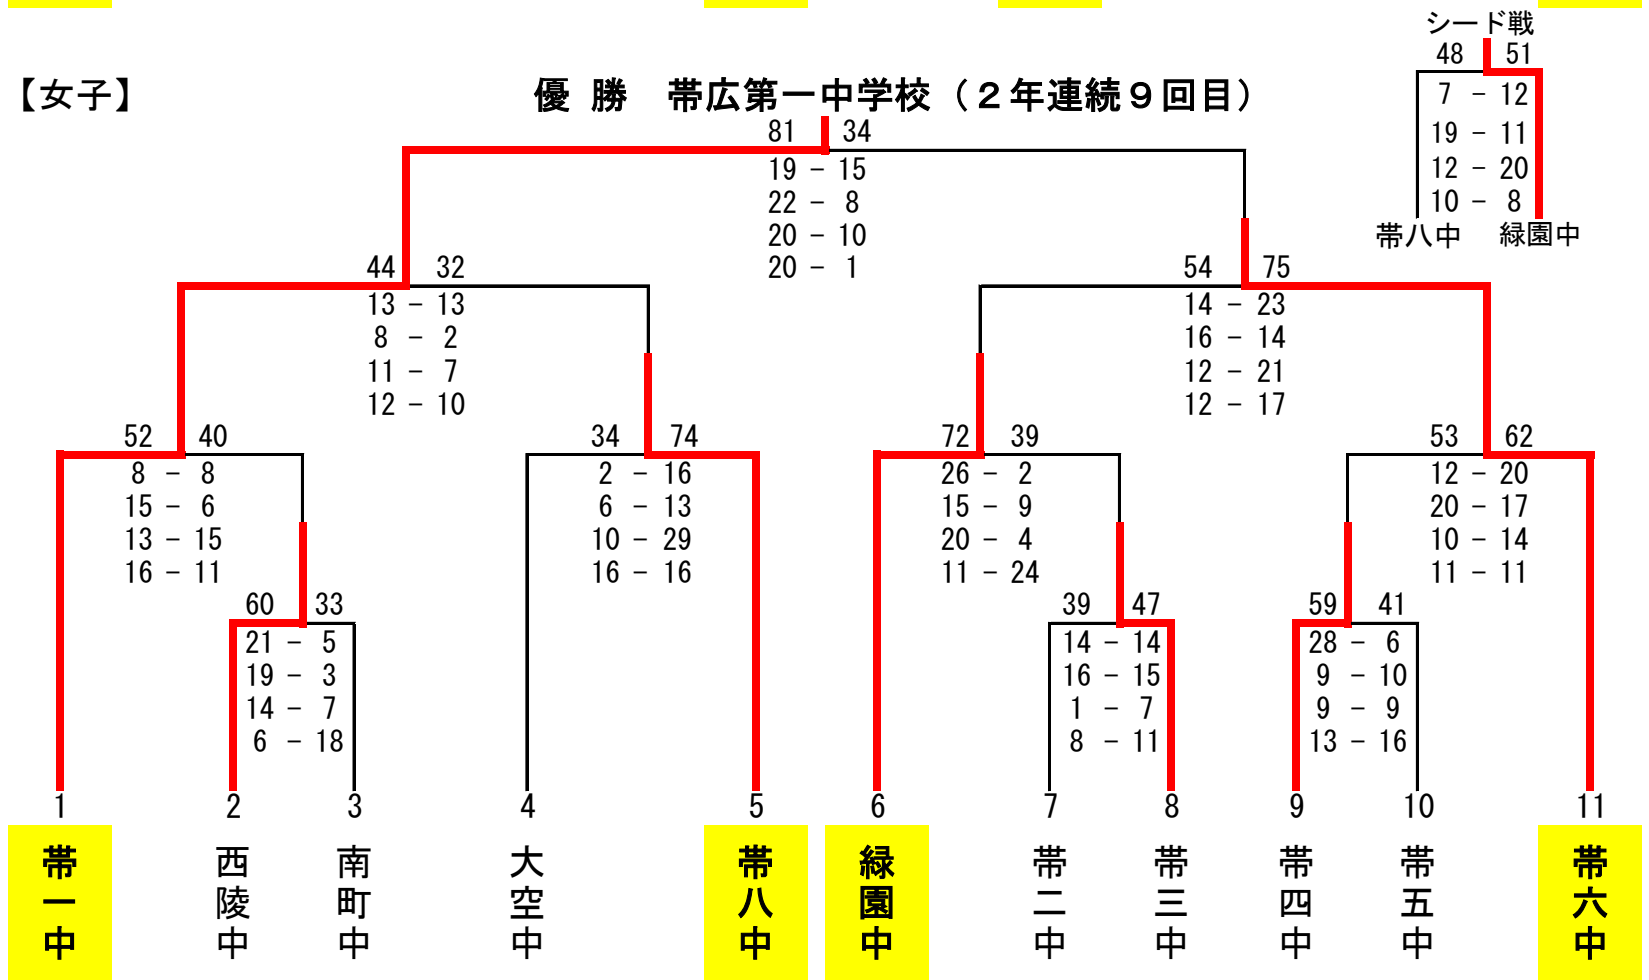 シード戦
48 51
7 － 12
19 － 11
12 － 20
10 － 8
帯八中 緑園中
【女子】
優 勝　帯広第一中学校（２年連続９回目）
81 34
19 － 15
22 － 8
20 － 10
20 － 1
44 32
13 － 13
8 － 2
11 － 7
12 － 10
54 75
14 － 23
16 － 14
12 － 21
12 － 17
52 40
8 － 8
15 － 6
13 － 15
16 － 11
34 74
2 － 16
6 － 13
10 － 29
16 － 16
72 39
26 － 2
15 － 9
20 － 4
11 － 24
53 62
12 － 20
20 － 17
10 － 14
11 － 11
60 33
21 － 5
19 － 3
14 － 7
6 － 18
39 47
14 － 14
16 － 15
1 － 7
8 － 11
59 41
28 － 6
9 － 10
9 － 9
13 － 16
1 2 3 4 5 6 7 8 9 10 11
帯一中
西陵中
南町中
大空中
帯八中
緑園中
帯二中
帯三中
帯四中
帯五中
帯六中